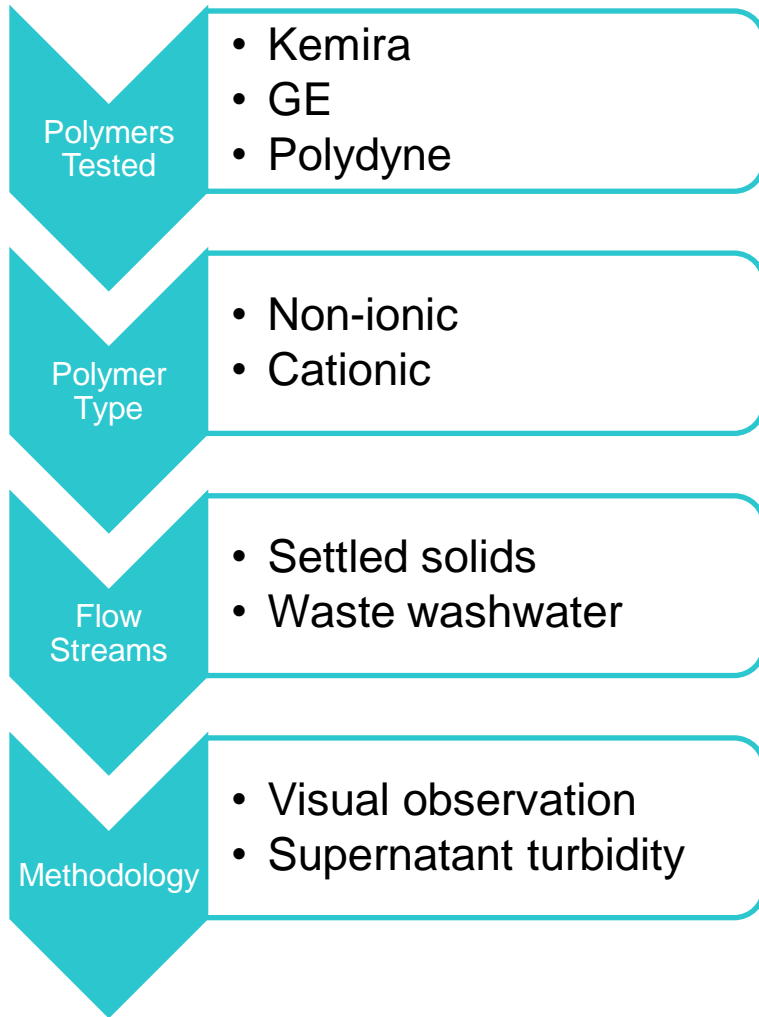 Polymers
Tested
• Kemira
• GE
• Polydyne
Polymer
Type
• Non-ionic
• Cationic
Flow
Streams
• Settled solids
• Waste washwater
Methodology
• Visual observation
• Supernatant turbidity